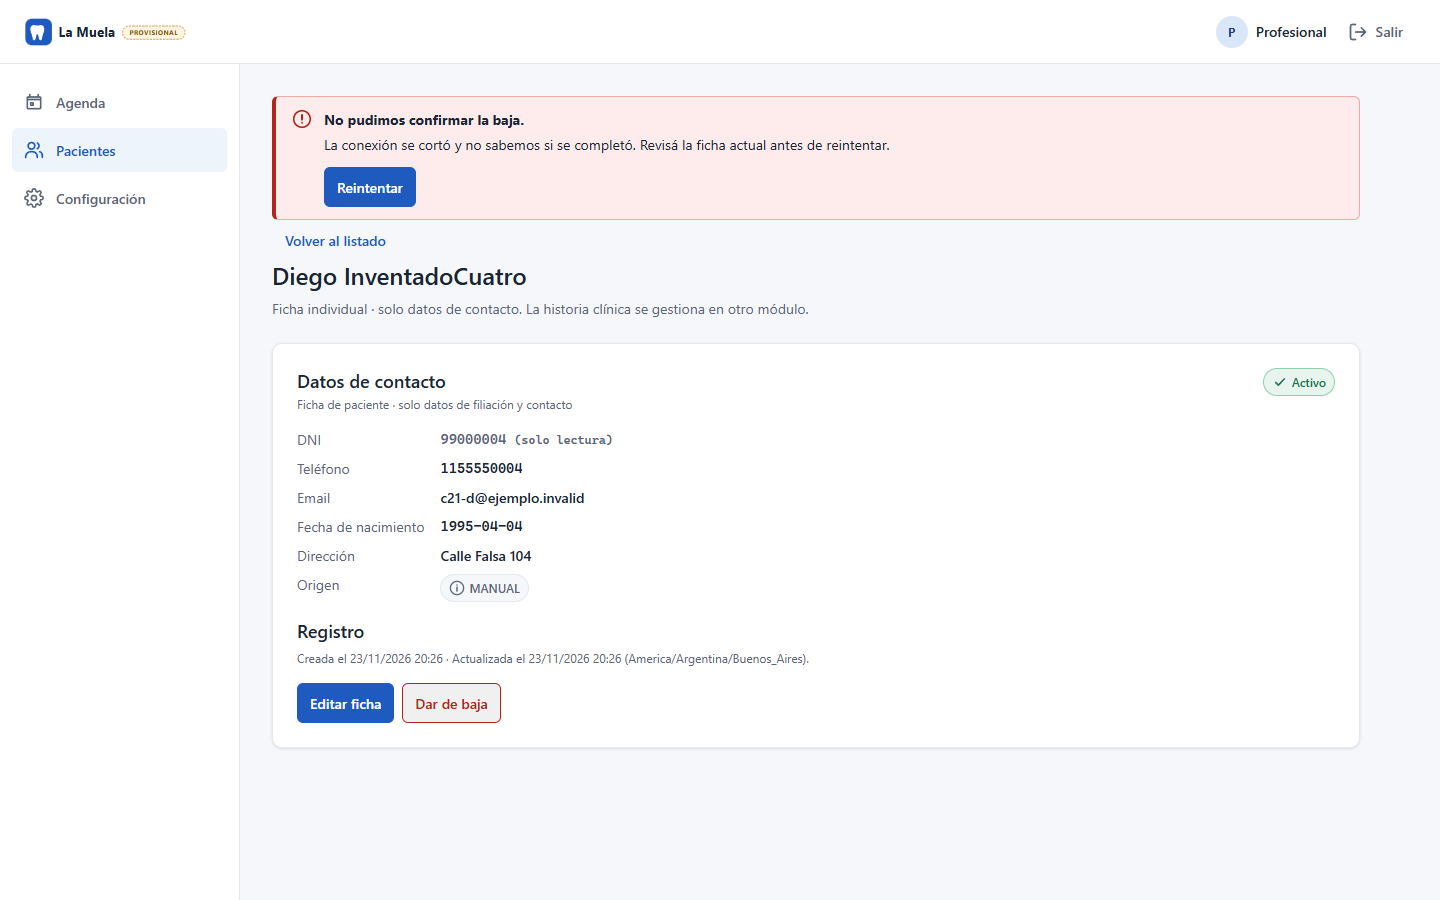 La Muela PROVISIONAL
P Profesional Salir
Agenda
Pacientes
Configuración
No pudimos confirmar la baja.
La conexión se cortó y no sabemos si se completó. Revisá la ficha actual antes de reintentar.
Reintentar
Volver al listado
Diego InventadoCuatro
Ficha individual · solo datos de contacto. La historia clínica se gestiona en otro módulo.
Datos de contacto
Activo
Ficha de paciente · solo datos de filiación y contacto
DNI 99000004 (solo lectura)
Teléfono 1155550004
Email c21-d@ejemplo.invalid
Fecha de nacimiento 1995-04-04
Dirección Calle Falsa 104
Origen MANUAL
Registro
Creada el 23/11/2026 20:26 · Actualizada el 23/11/2026 20:26 (America/Argentina/Buenos_Aires).
Editar ficha Dar de baja